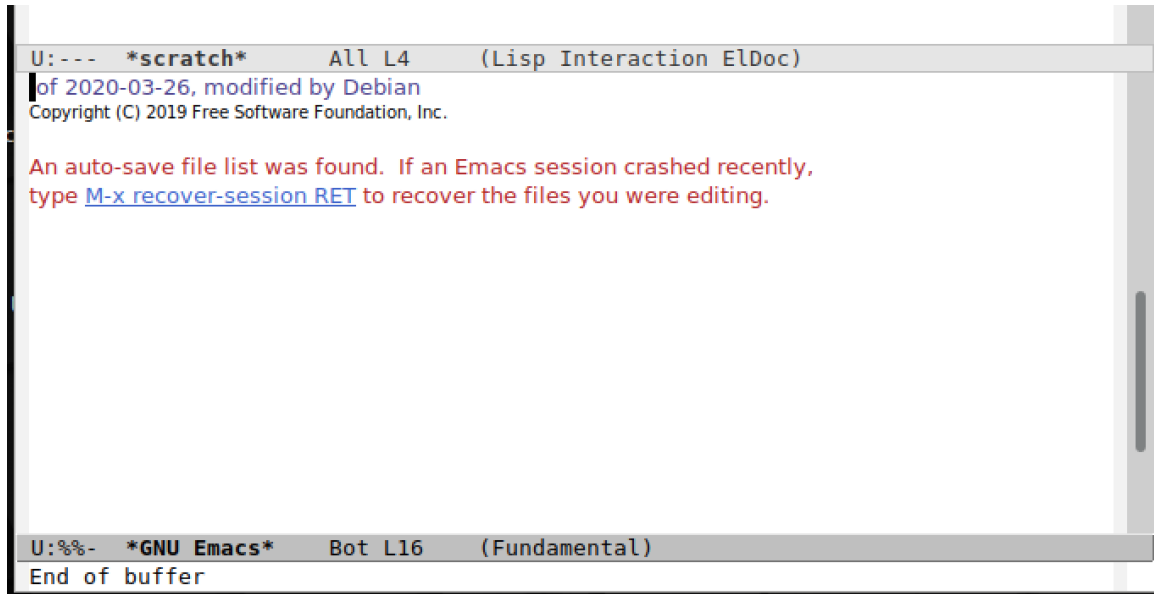 U:--- *scratch* All L4 (Lisp Interaction ElDoc)
of 2020-03-26, modified by Debian
Copyright (C) 2019 Free Software Foundation, Inc.
An auto-save file list was found. If an Emacs session crashed recently,
type M-x recover-session RET to recover the files you were editing.
U:%%- *GNU Emacs* Bot L16 (Fundamental)
End of buffer